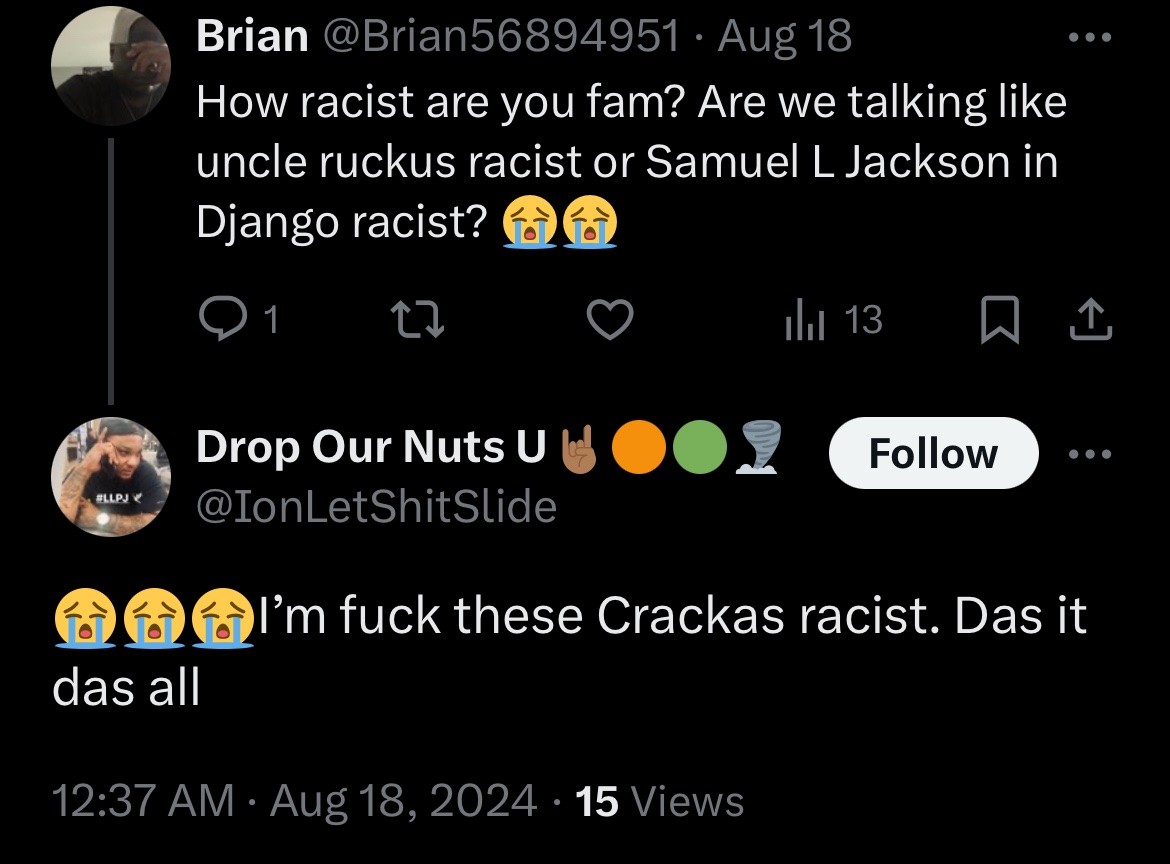 Brian @Brian56894951 · Aug 18
How racist are you fam? Are we talking like
uncle ruckus racist or Samuel L Jackson in
Django racist? 😭😭
1 13
Drop Our Nuts U🤘🏾🟠🟢🌪️ Follow
@IonLetShitSlide
#LLPJ
😭😭😭I’m fuck these Crackas racist. Das it
das all
12:37 AM · Aug 18, 2024 · 15 Views